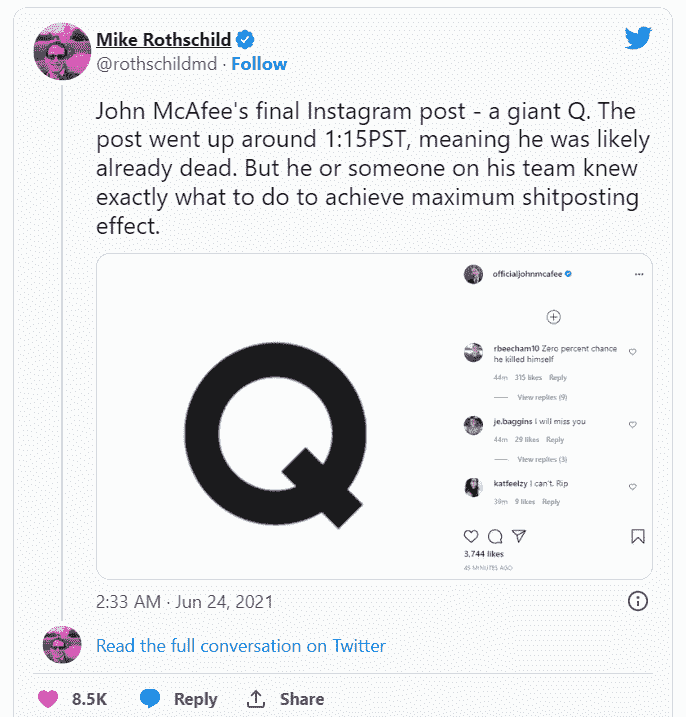 Mike Rothschild
@rothschildmd · Follow
John McAfee's final Instagram post - a giant Q. The
post went up around 1:15PST, meaning he was likely
already dead. But he or someone on his team knew
exactly what to do to achieve maximum shitposting
effect.
Q
officialjohnmcafee
rbeecham10 Zero percent chance
he killed himself
44m 315 likes Reply
View replies (9)
je.baggins I will miss you
44m 29 likes Reply
View replies (3)
katfeelzy I can't. Rip
39m 9 likes Reply
3,744 likes
45 MINUTES AGO
2:33 AM · Jun 24, 2021
Read the full conversation on Twitter
8.5K Reply Share